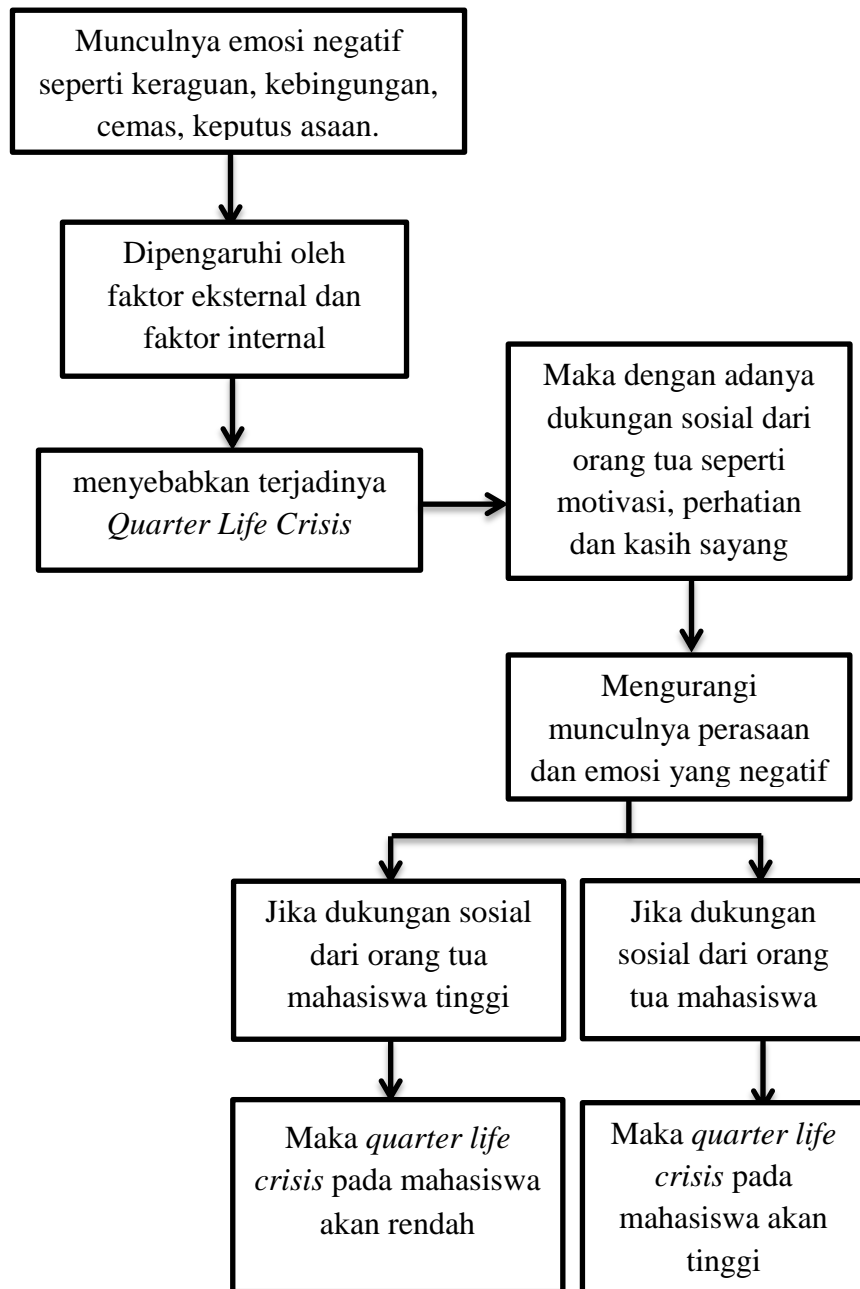 Munculnya emosi negatif
seperti keraguan, kebingungan,
cemas, keputus asaan.
Dipengaruhi oleh
faktor eksternal dan
faktor internal
menyebabkan terjadinya
Quarter Life Crisis
Maka dengan adanya
dukungan sosial dari
orang tua seperti
motivasi, perhatian
dan kasih sayang
Mengurangi
munculnya perasaan
dan emosi yang negatif
Jika dukungan sosial
dari orang tua
mahasiswa tinggi
Jika dukungan
sosial dari orang
tua mahasiswa
Maka quarter life
crisis pada mahasiswa
akan rendah
Maka quarter life
crisis pada
mahasiswa akan
tinggi